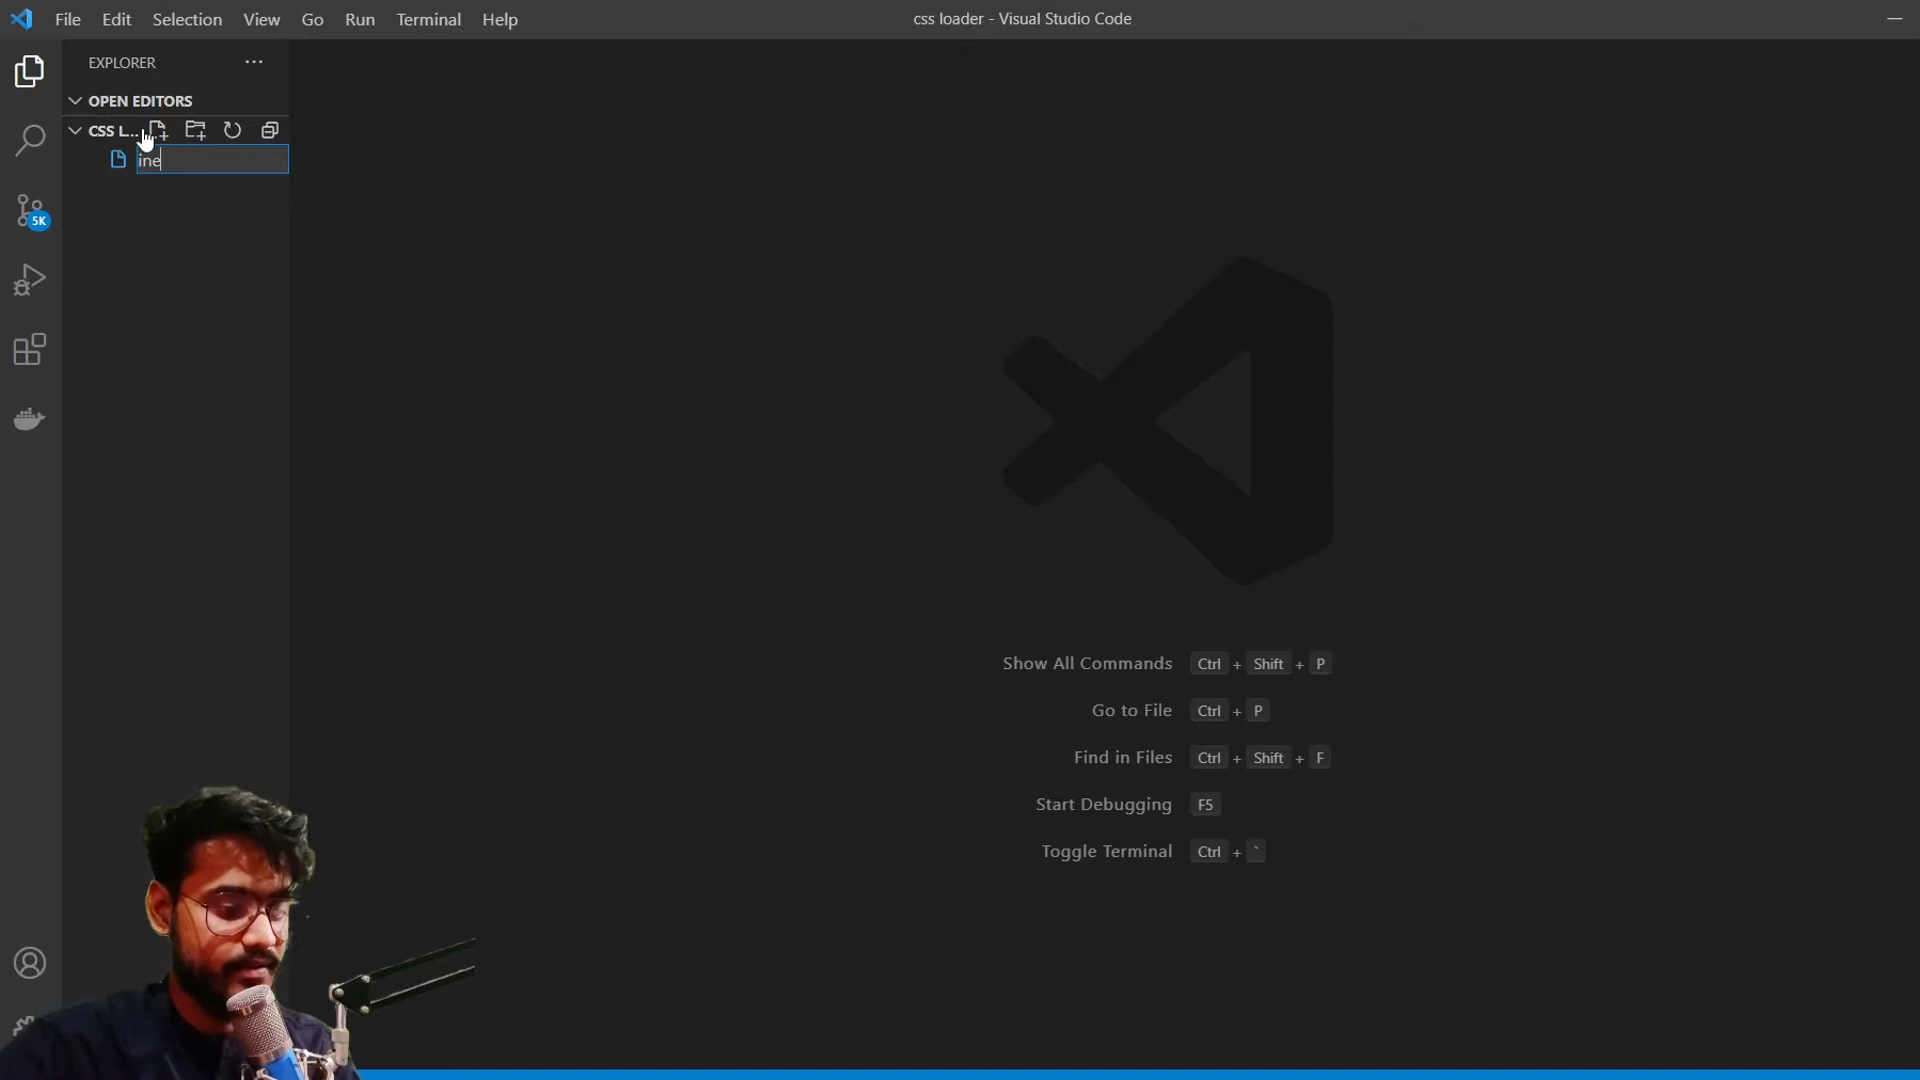 File Edit Selection View Go Run Terminal Help
css loader - Visual Studio Code
EXPLORER
OPEN EDITORS
CSS L...
ine
5K
Show All Commands Ctrl + Shift + P
Go to File Ctrl + P
Find in Files Ctrl + Shift + F
Start Debugging F5
Toggle Terminal Ctrl + `